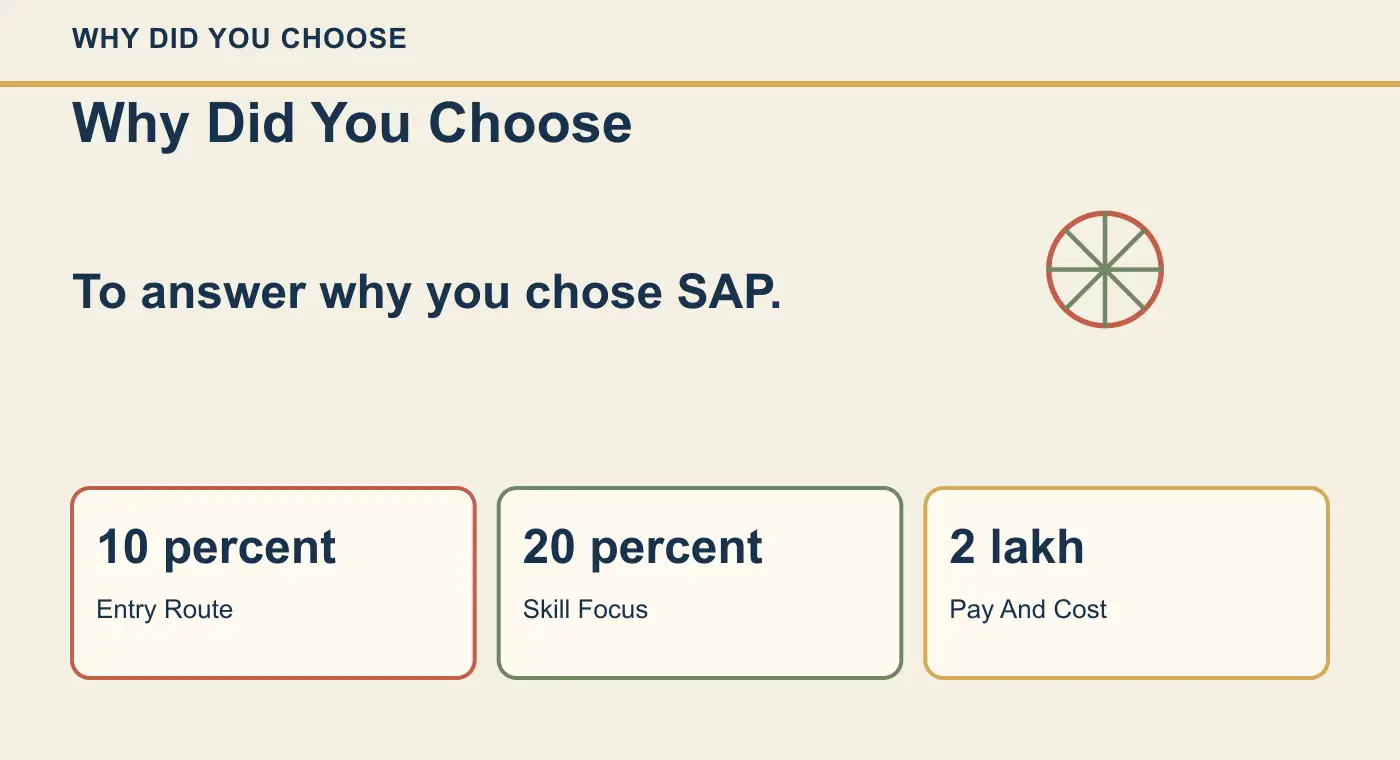 WHY DID YOU CHOOSE
Why Did You Choose
To answer why you chose SAP.
10 percent
Entry Route
20 percent
Skill Focus
2 lakh
Pay And Cost